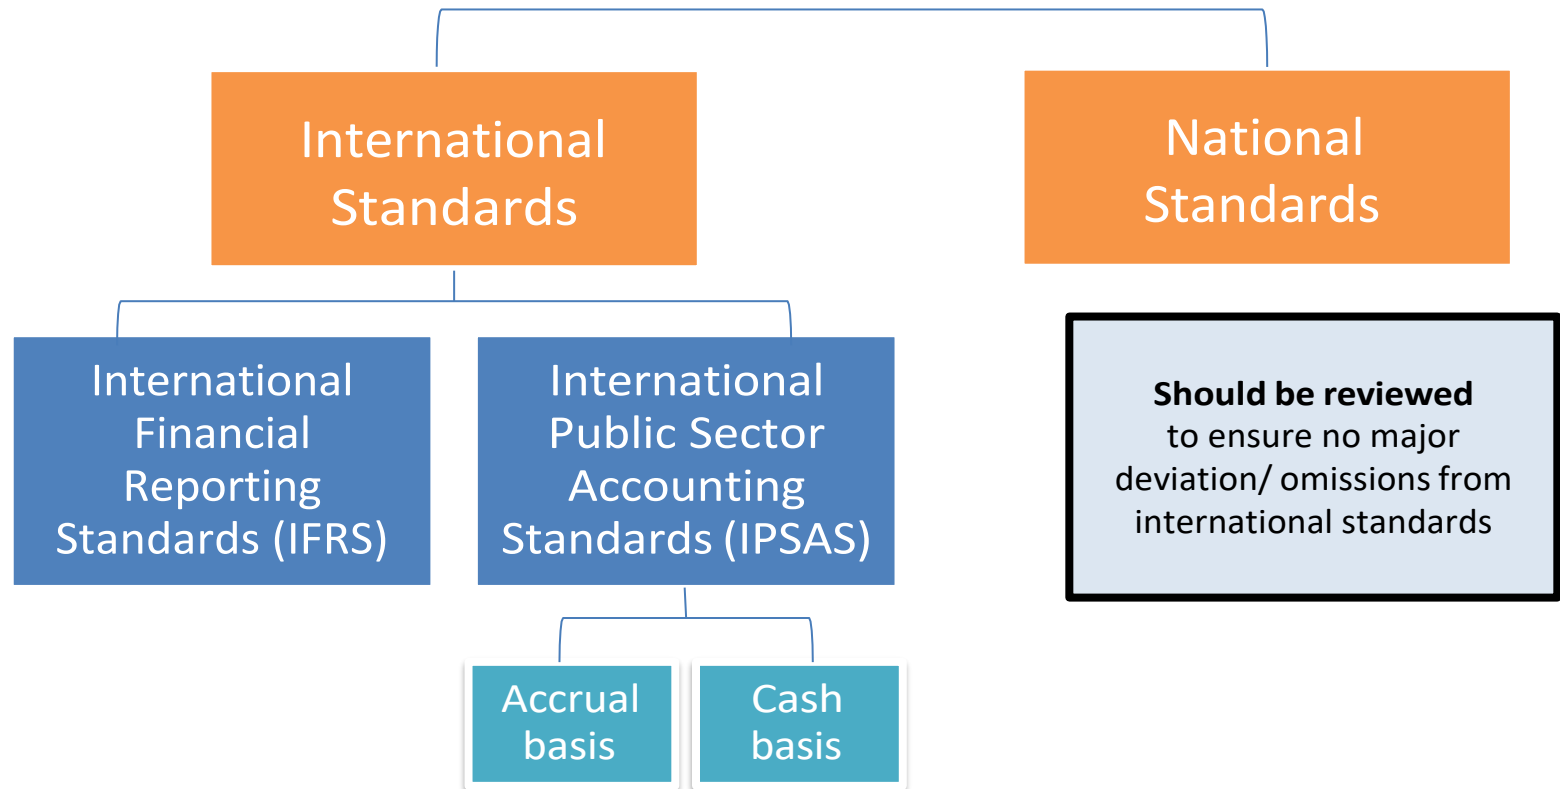 International
Standards
National
Standards
International
Financial
Reporting
Standards (IFRS)
International
Public Sector
Accounting
Standards (IPSAS)
Should be reviewed
to ensure no major
deviation/ omissions from
international standards
Accrual
basis
Cash
basis